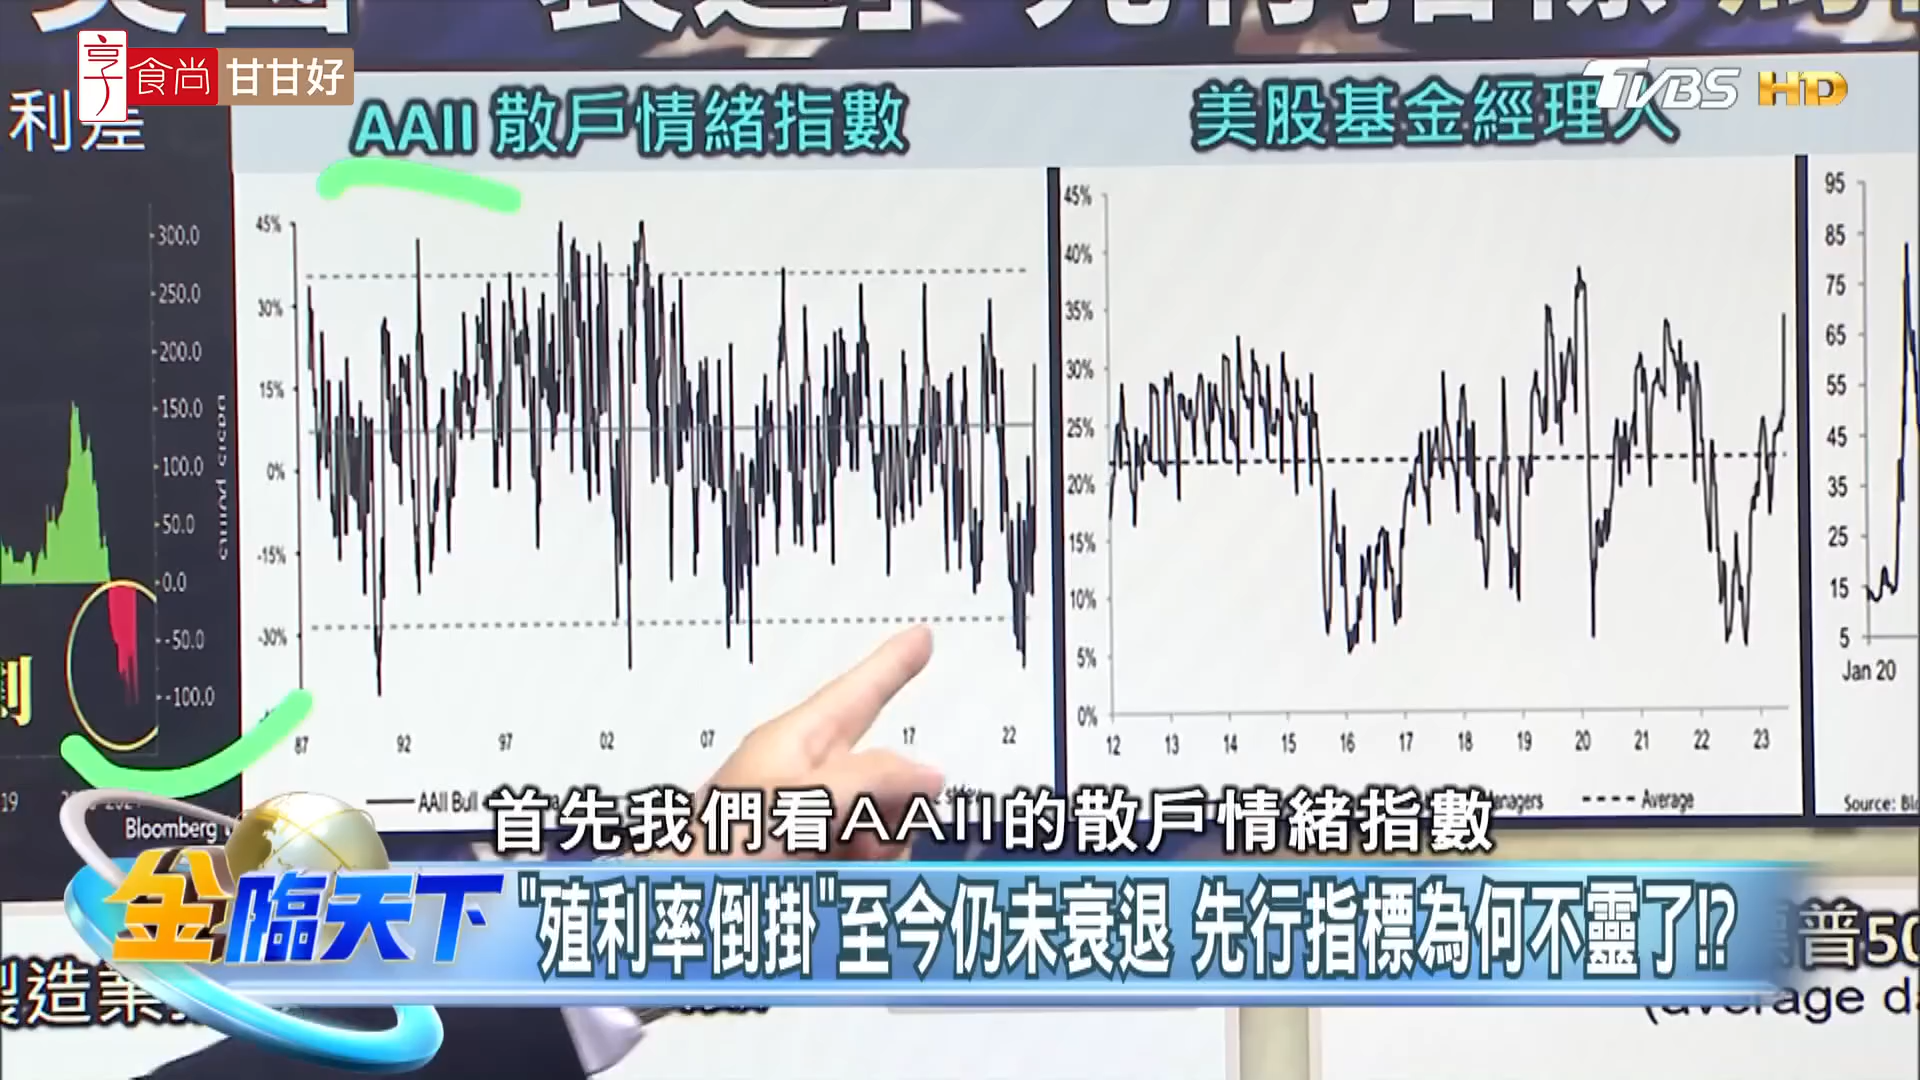 享 食尚 甘甘好
TVBS HD
利差
AAII 散戶情緒指數
美股基金經理人
300.0
250.0
200.0
150.0
100.0
50.0
0.0
-50.0
-100.0
45%
30%
15%
0%
-15%
-30%
87 92 97 02 07 17 22
AAII Bull
45%
40%
35%
30%
25%
20%
15%
10%
5%
0%
12 13 14 15 16 17 18 19 20 21 22 23
Average
95
85
75
65
55
45
35
25
15
5
Jan 20
Source:
19
Bloomberg
首先我們看AAII的散戶情緒指數
金臨天下
"殖利率倒掛"至今仍未衰退 先行指標為何不靈了!?
製造業
普50
(average